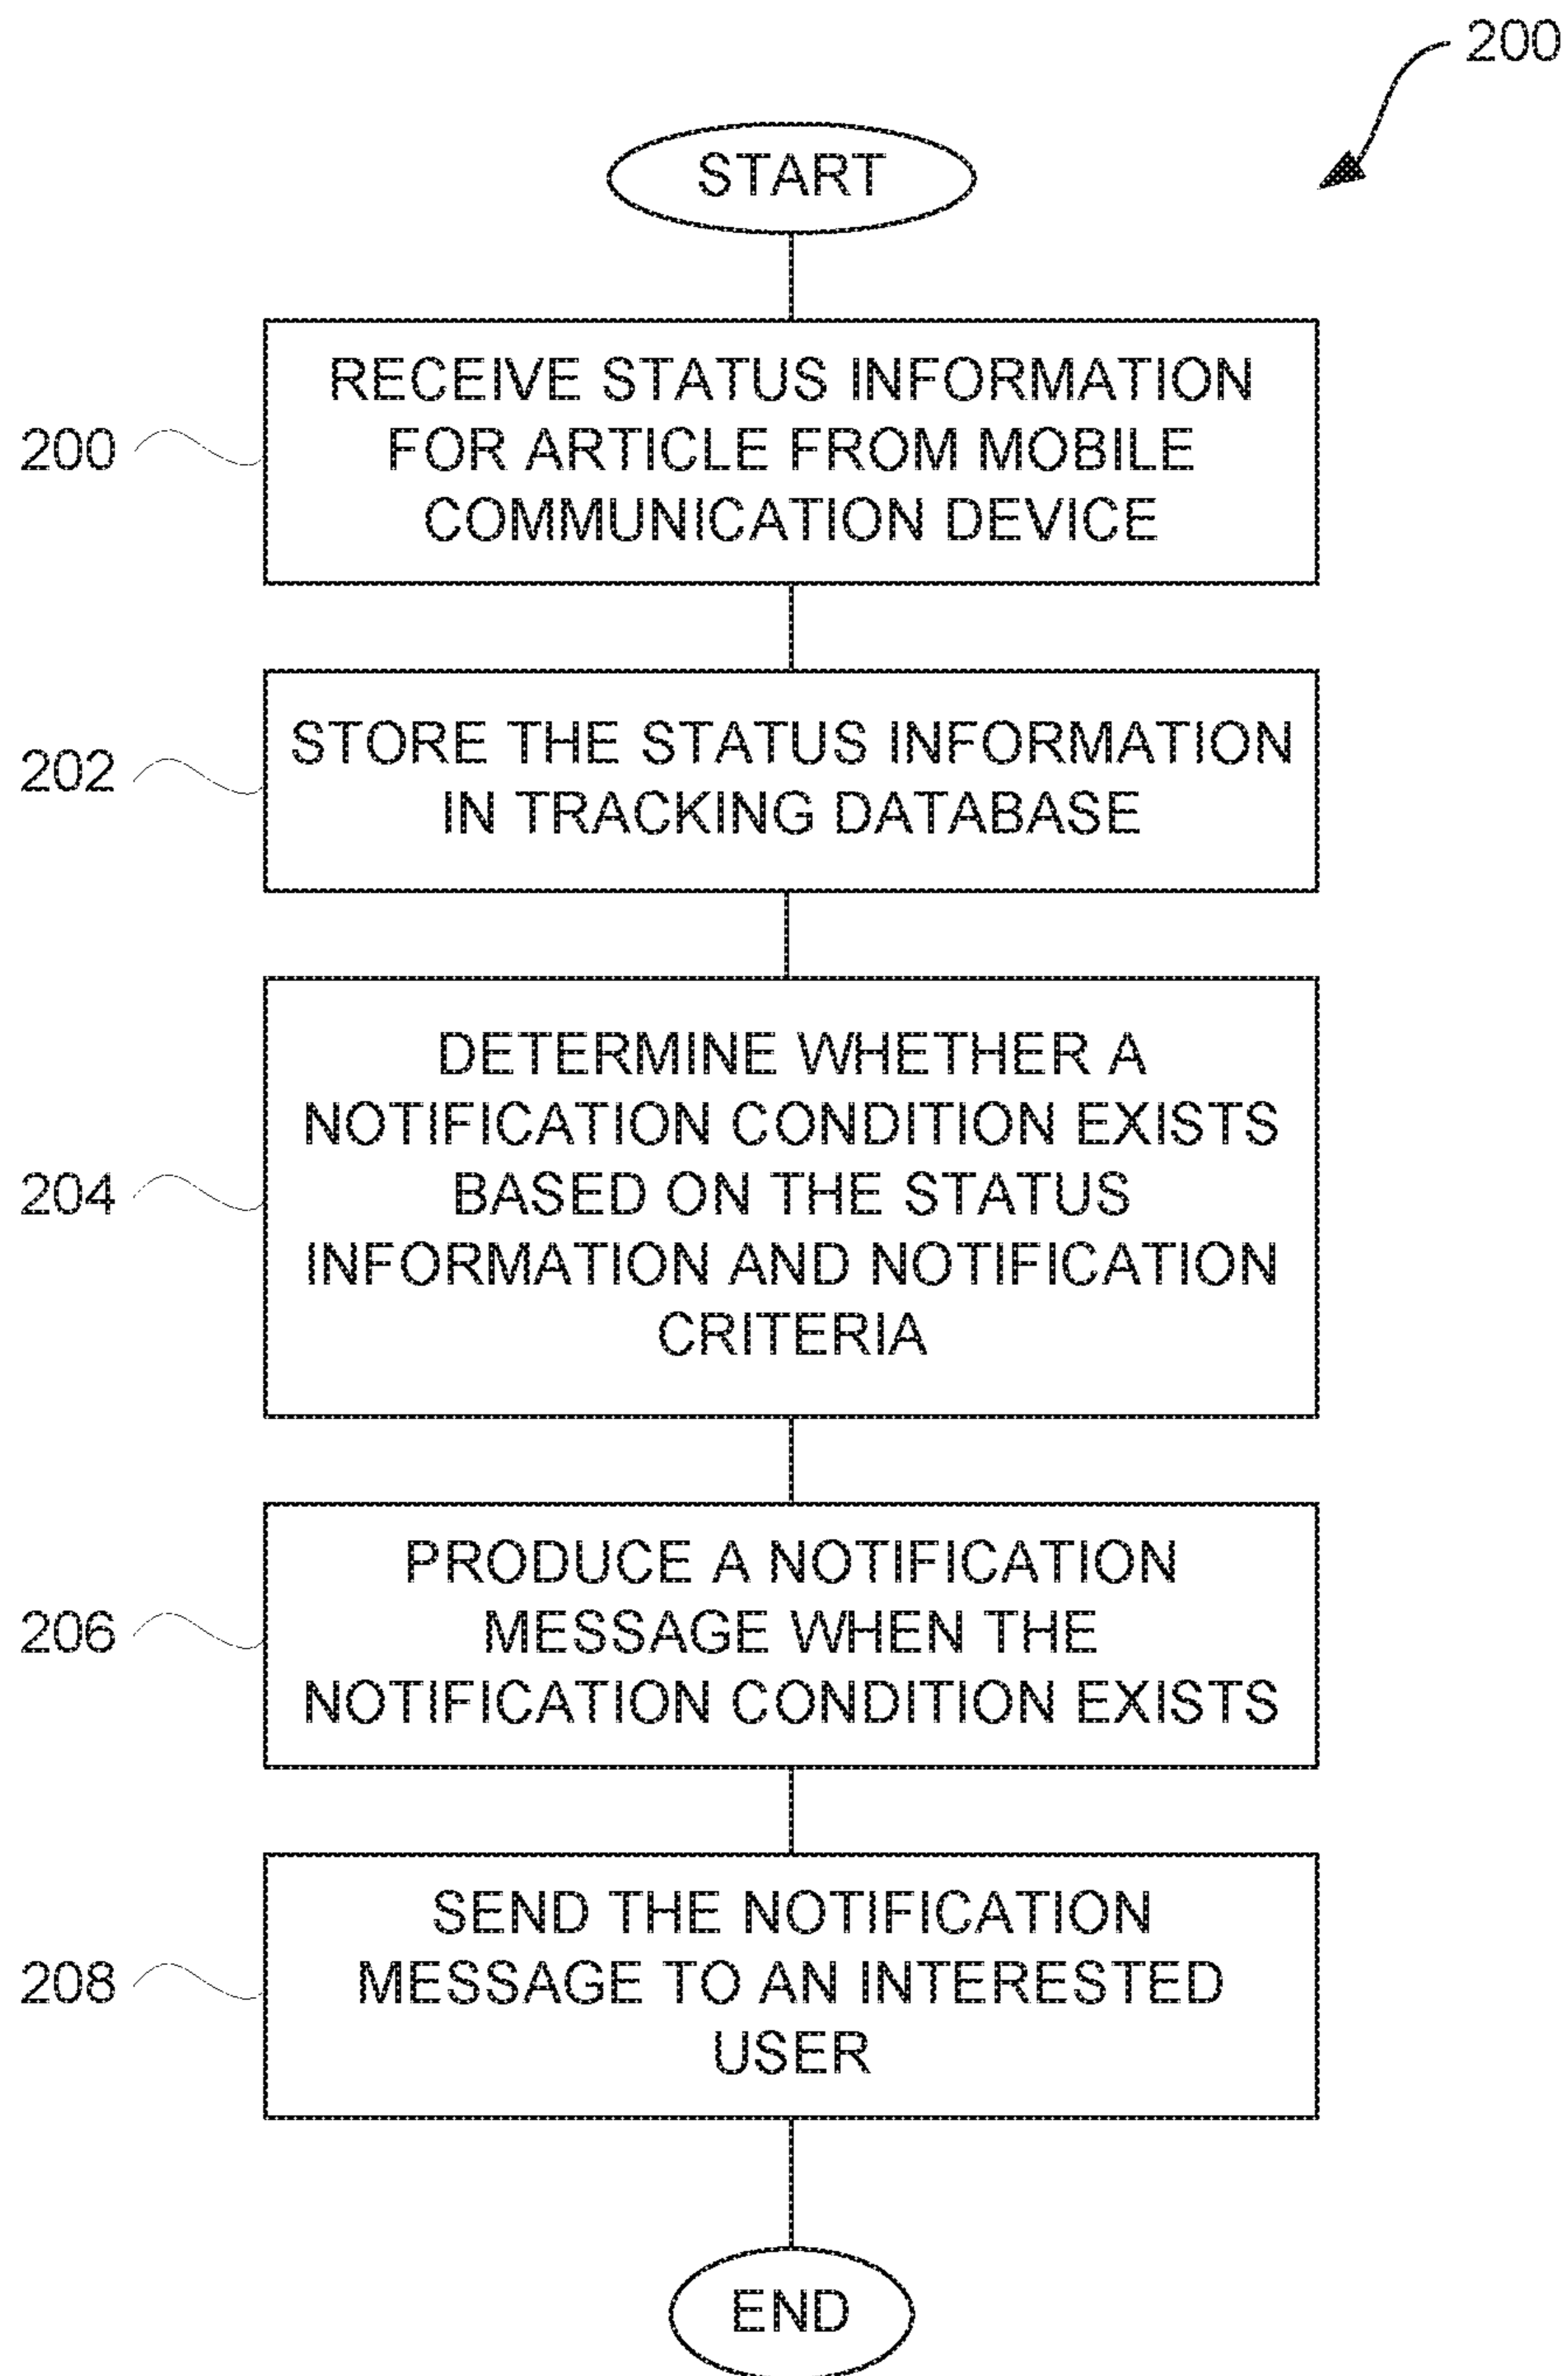 200
START
200
RECEIVE STATUS INFORMATION
FOR ARTICLE FROM MOBILE
COMMUNICATION DEVICE
202
STORE THE STATUS INFORMATION
IN TRACKING DATABASE
204
DETERMINE WHETHER A
NOTIFICATION CONDITION EXISTS
BASED ON THE STATUS
INFORMATION AND NOTIFICATION
CRITERIA
206
PRODUCE A NOTIFICATION
MESSAGE WHEN THE
NOTIFICATION CONDITION EXISTS
208
SEND THE NOTIFICATION
MESSAGE TO AN INTERESTED
USER
END